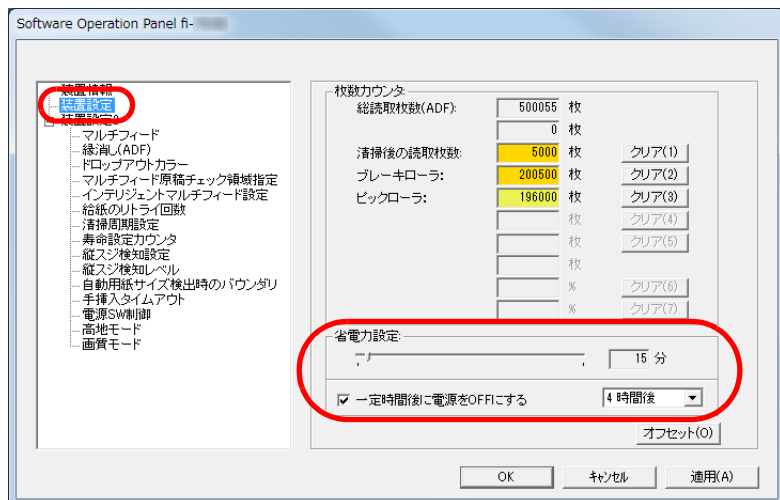 Software Operation Panel fi-
装置情報
装置設定
装置設定2
マルチフィード
縁消し(ADF)
ドロップアウトカラー
マルチフィード原稿チェック領域指定
インテリジェントマルチフィード設定
給紙のリトライ回数
清掃周期設定
寿命設定カウンタ
縦スジ検知設定
縦スジ検知レベル
自動用紙サイズ検出時のバウンダリ
手挿入タイムアウト
電源SW制御
高地モード
画質モード
枚数カウンタ
総読取枚数(ADF): 500055 枚
0 枚
清掃後の読取枚数: 5000 枚 クリア(1)
ブレーキローラ: 200500 枚 クリア(2)
ピックローラ: 196000 枚 クリア(3)
枚 クリア(4)
枚 クリア(5)
枚
% クリア(6)
% クリア(7)
省電力設定:
15 分
一定時間後に電源をOFFにする 4 時間後
オフセット(O)
OK キャンセル 適用(A)